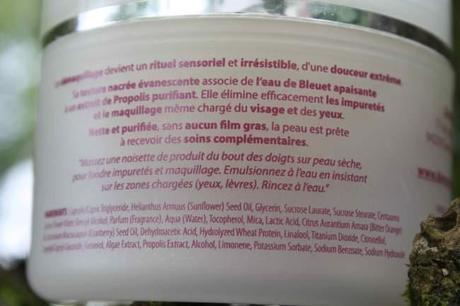 démaquillage devient un rituel sensoriel et irrésistible, d'une douceur extrême.
Sa texture nacrée évanescente associe de l'eau de Bleuet apaisante
à un extrait de Propolis purifiant. Elle élimine efficacement les impuretés
et le maquillage même chargé du visage et des yeux.
Nette et purifiée, sans aucun film gras, la peau est prête
à recevoir des soins complémentaires.
"Massez une noisette de produit du bout des doigts sur peau sèche,
pour fondre impuretés et maquillage. Emulsionnez à l'eau en insistant
sur les zones chargées (yeux, lèvres). Rincez à l'eau."
INGREDIENTS : Caprylic/Capric Triglyceride, Helianthus Annuus (Sunflower) Seed Oil, Glycerin, Sucrose Laurate, Sucrose Stearate, Centaurea
Cyanus Flower Water, Benzyl Alcohol, Parfum (Fragrance), Aqua (Water), Tocopherol, Mica, Lactic Acid, Citrus Aurantium Amara (Bitter Orange)
(Cranberry) Seed Oil, Dehydroacetic Acid, Hydrolyzed Wheat Protein, Linalool, Titanium Dioxide, Citronellol,
Geraniol, Algae Extract, Propolis Extract, Alcohol, Limonene, Potassium Sorbate, Sodium Benzoate, Sodium Hydroxide